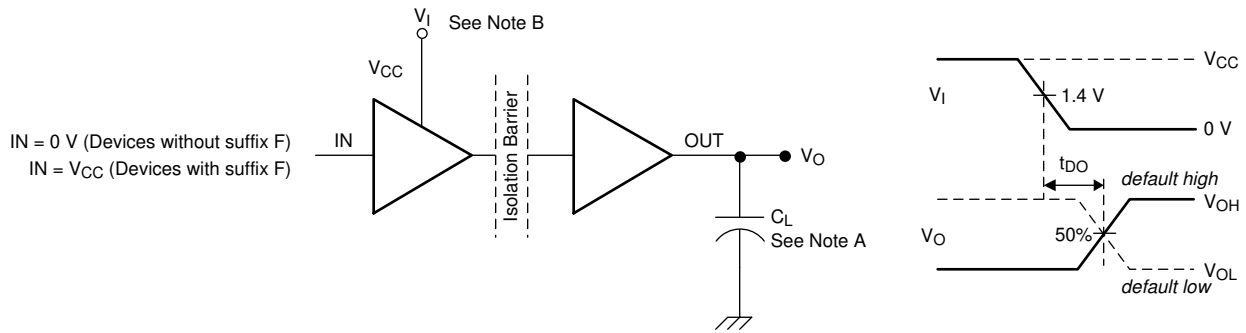 V_I
See Note B
V_CC
IN = 0 V (Devices without suffix F)
IN = V_CC (Devices with suffix F)
IN
Isolation Barrier
OUT
V_O
C_L
See Note A
V_CC
V_I
1.4 V
0 V
t_DO
default high
V_OH
V_O
50%
V_OL
default low